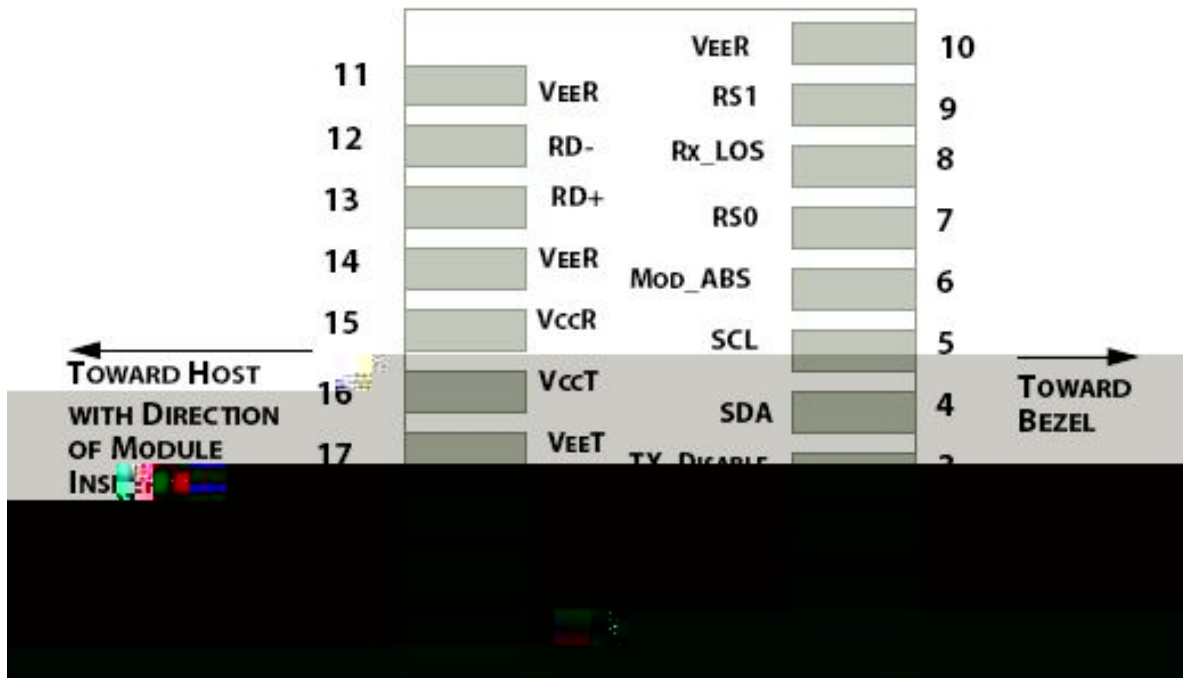 VEER 10
11 VEER
RS1 9
12 RD-
RX_LOS 8
13 RD+
RS0 7
14 VEER
MOD_ABS 6
15 VCCR
SCL 5
TOWARD HOST
WITH DIRECTION
OF MODULE
16 VCCT
SDA 4
TOWARD
BEZEL
17 VEET
TX_DISABLE